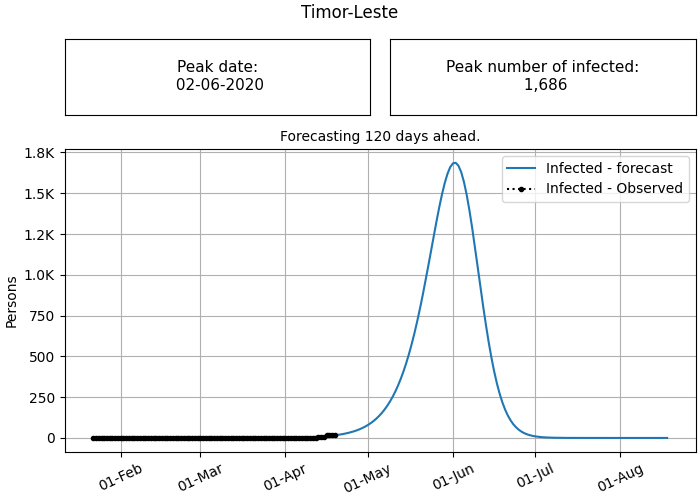 Timor-Leste
Peak date:
02-06-2020
Peak number of infected:
1,686
Forecasting 120 days ahead.
1.8K
1.5K
1.2K
1.0K
750
500
250
0
Persons
Infected - forecast
Infected - Observed
01-Feb
01-Mar
01-Apr
01-May
01-Jun
01-Jul
01-Aug